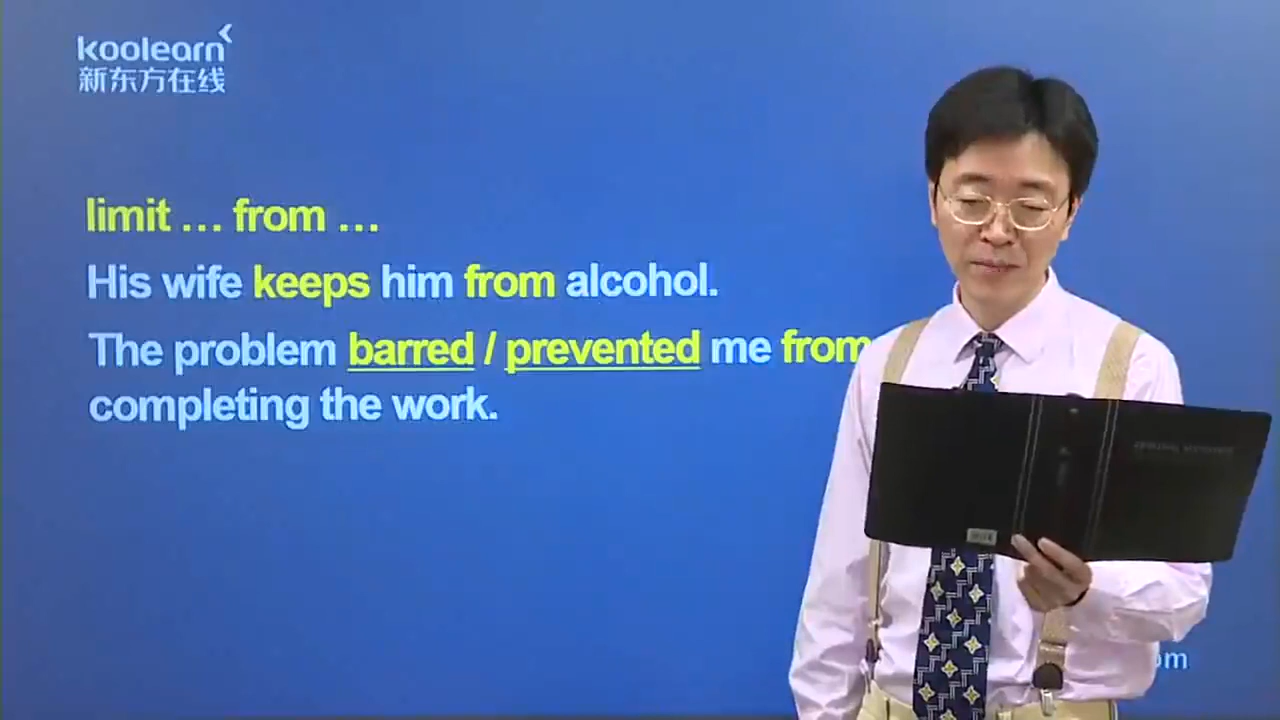 koolearn
新东方在线
limit ... from ...
His wife keeps him from alcohol.
The problem barred / prevented me from
completing the work.
om